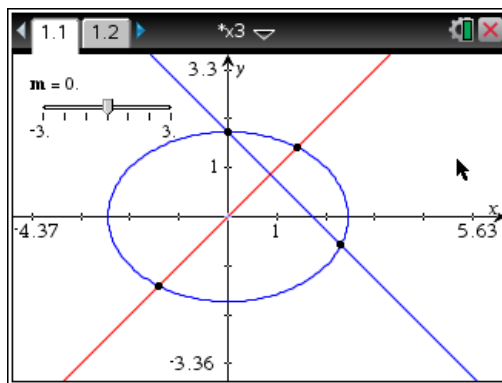 1.1 1.2 *x3
3.3 y
m = 0.
-3. 3.
1
x
-4.37 1 5.63
-3.36